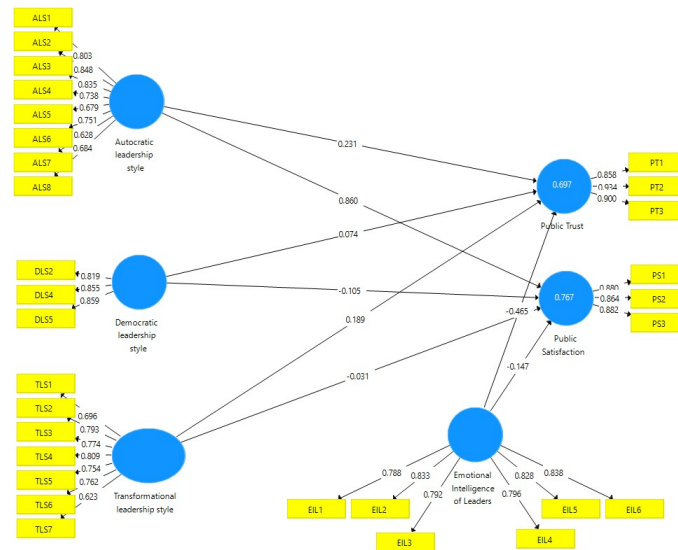 ALS1
ALS2
ALS3
ALS4
ALS5
ALS6
ALS7
ALS8
0.803
0.848
0.835
0.738
0.679
0.751
0.628
0.684
Autocratic
leadership
style
DLS2
DLS4
DLS5
0.819
0.855
0.859
Democratic
leadership
style
TLS1
TLS2
TLS3
TLS4
TLS5
TLS6
TLS7
0.696
0.793
0.774
0.809
0.754
0.762
0.623
Transformational
leadership style
0.231
0.860
0.074
-0.105
0.189
-0.031
-0.465
-0.147
0.697
Public Trust
0.858
0.934
0.900
PT1
PT2
PT3
0.767
Public
Satisfaction
0.880
0.864
0.882
PS1
PS2
PS3
Emotional
Intelligence
of Leaders
0.788
0.833
0.792
0.796
0.828
0.838
EIL1
EIL2
EIL3
EIL4
EIL5
EIL6